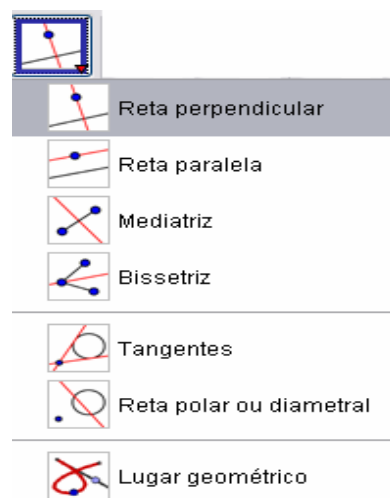 Reta perpendicular
Reta paralela
Mediatriz
Bissetriz
Tangentes
Reta polar ou diametral
Lugar geométrico